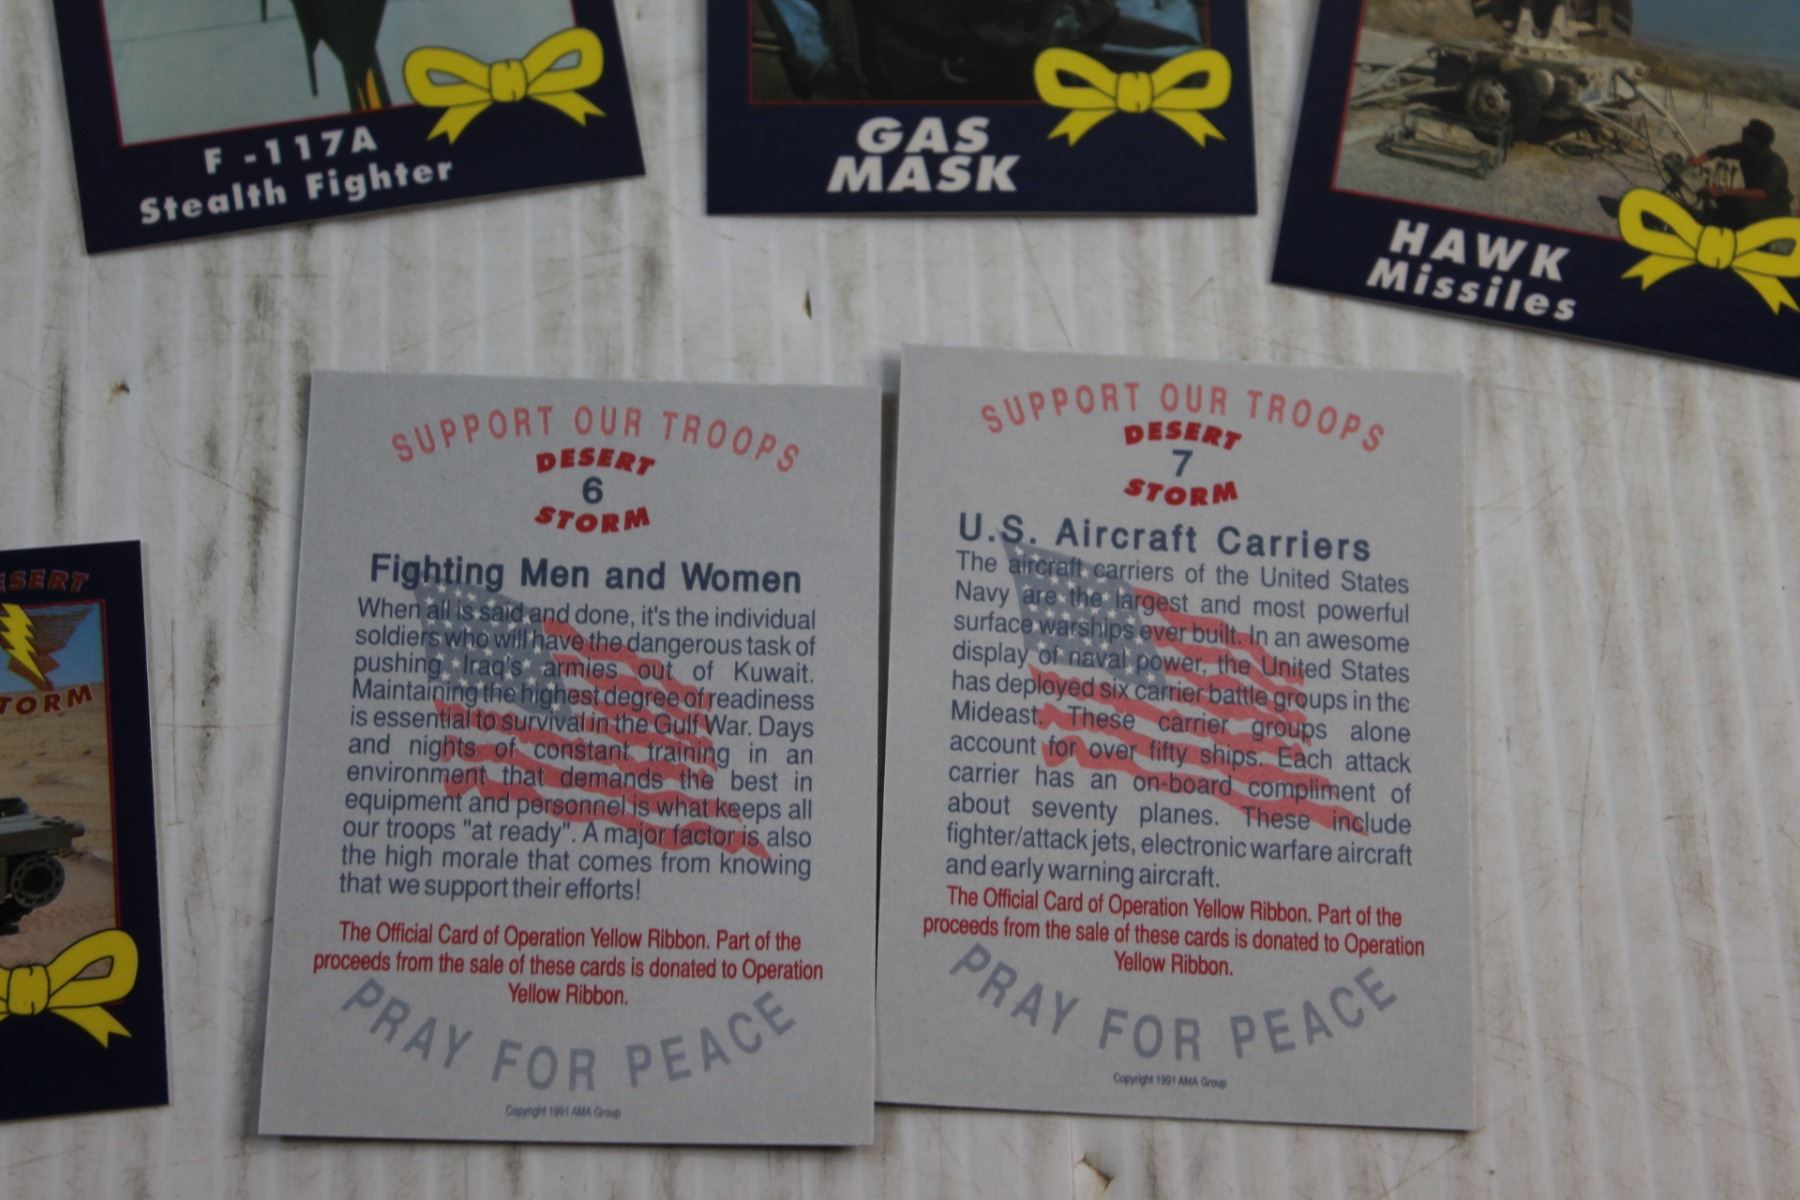 F -117A
Stealth Fighter
GAS
MASK
HAWK
Missiles
STORM
SUPPORT OUR TROOPS
DESERT
6
STORM
Fighting Men and Women
When all is said and done, it's the individual
soldiers who will have the dangerous task of
pushing Iraq's armies out of Kuwait.
Maintaining the highest degree of readiness
is essential to survival in the Gulf War. Days
and nights of constant training in an
environment that demands the best in
equipment and personnel is what keeps all
our troops "at ready". A major factor is also
the high morale that comes from knowing
that we support their efforts!
The Official Card of Operation Yellow Ribbon. Part of the
proceeds from the sale of these cards is donated to Operation
Yellow Ribbon.
PRAY FOR PEACE
Copyright 1991 AMA Group
SUPPORT OUR TROOPS
DESERT
7
STORM
U.S. Aircraft Carriers
The aircraft carriers of the United States
Navy are the largest and most powerful
surface warships ever built. In an awesome
display of naval power, the United States
has deployed six carrier battle groups in the
Mideast. These carrier groups alone
account for over fifty ships. Each attack
carrier has an on-board compliment of
about seventy planes. These include
fighter/attack jets, electronic warfare aircraft
and early warning aircraft.
The Official Card of Operation Yellow Ribbon. Part of the
proceeds from the sale of these cards is donated to Operation
Yellow Ribbon.
PRAY FOR PEACE
Copyright 1991 AMA Group